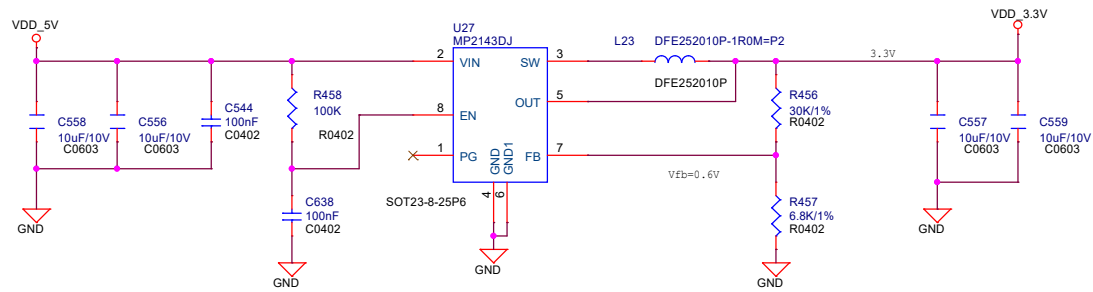 VDD_5V
C558
10uF/10V
C0603
C556
10uF/10V
C0603
C544
100nF
C0402
GND
R458
100K
R0402
C638
100nF
C0402
GND
U27
MP2143DJ
2
VIN
8
EN
1
PG
SW
3
OUT
5
FB
7
GND
GND1
4
6
SOT23-8-25P6
GND
L23
DFE252010P-1R0M=P2
DFE252010P
3.3V
R456
30K/1%
R0402
Vfb=0.6V
R457
6.8K/1%
R0402
GND
VDD_3.3V
C557
10uF/10V
C0603
C559
10uF/10V
C0603
GND